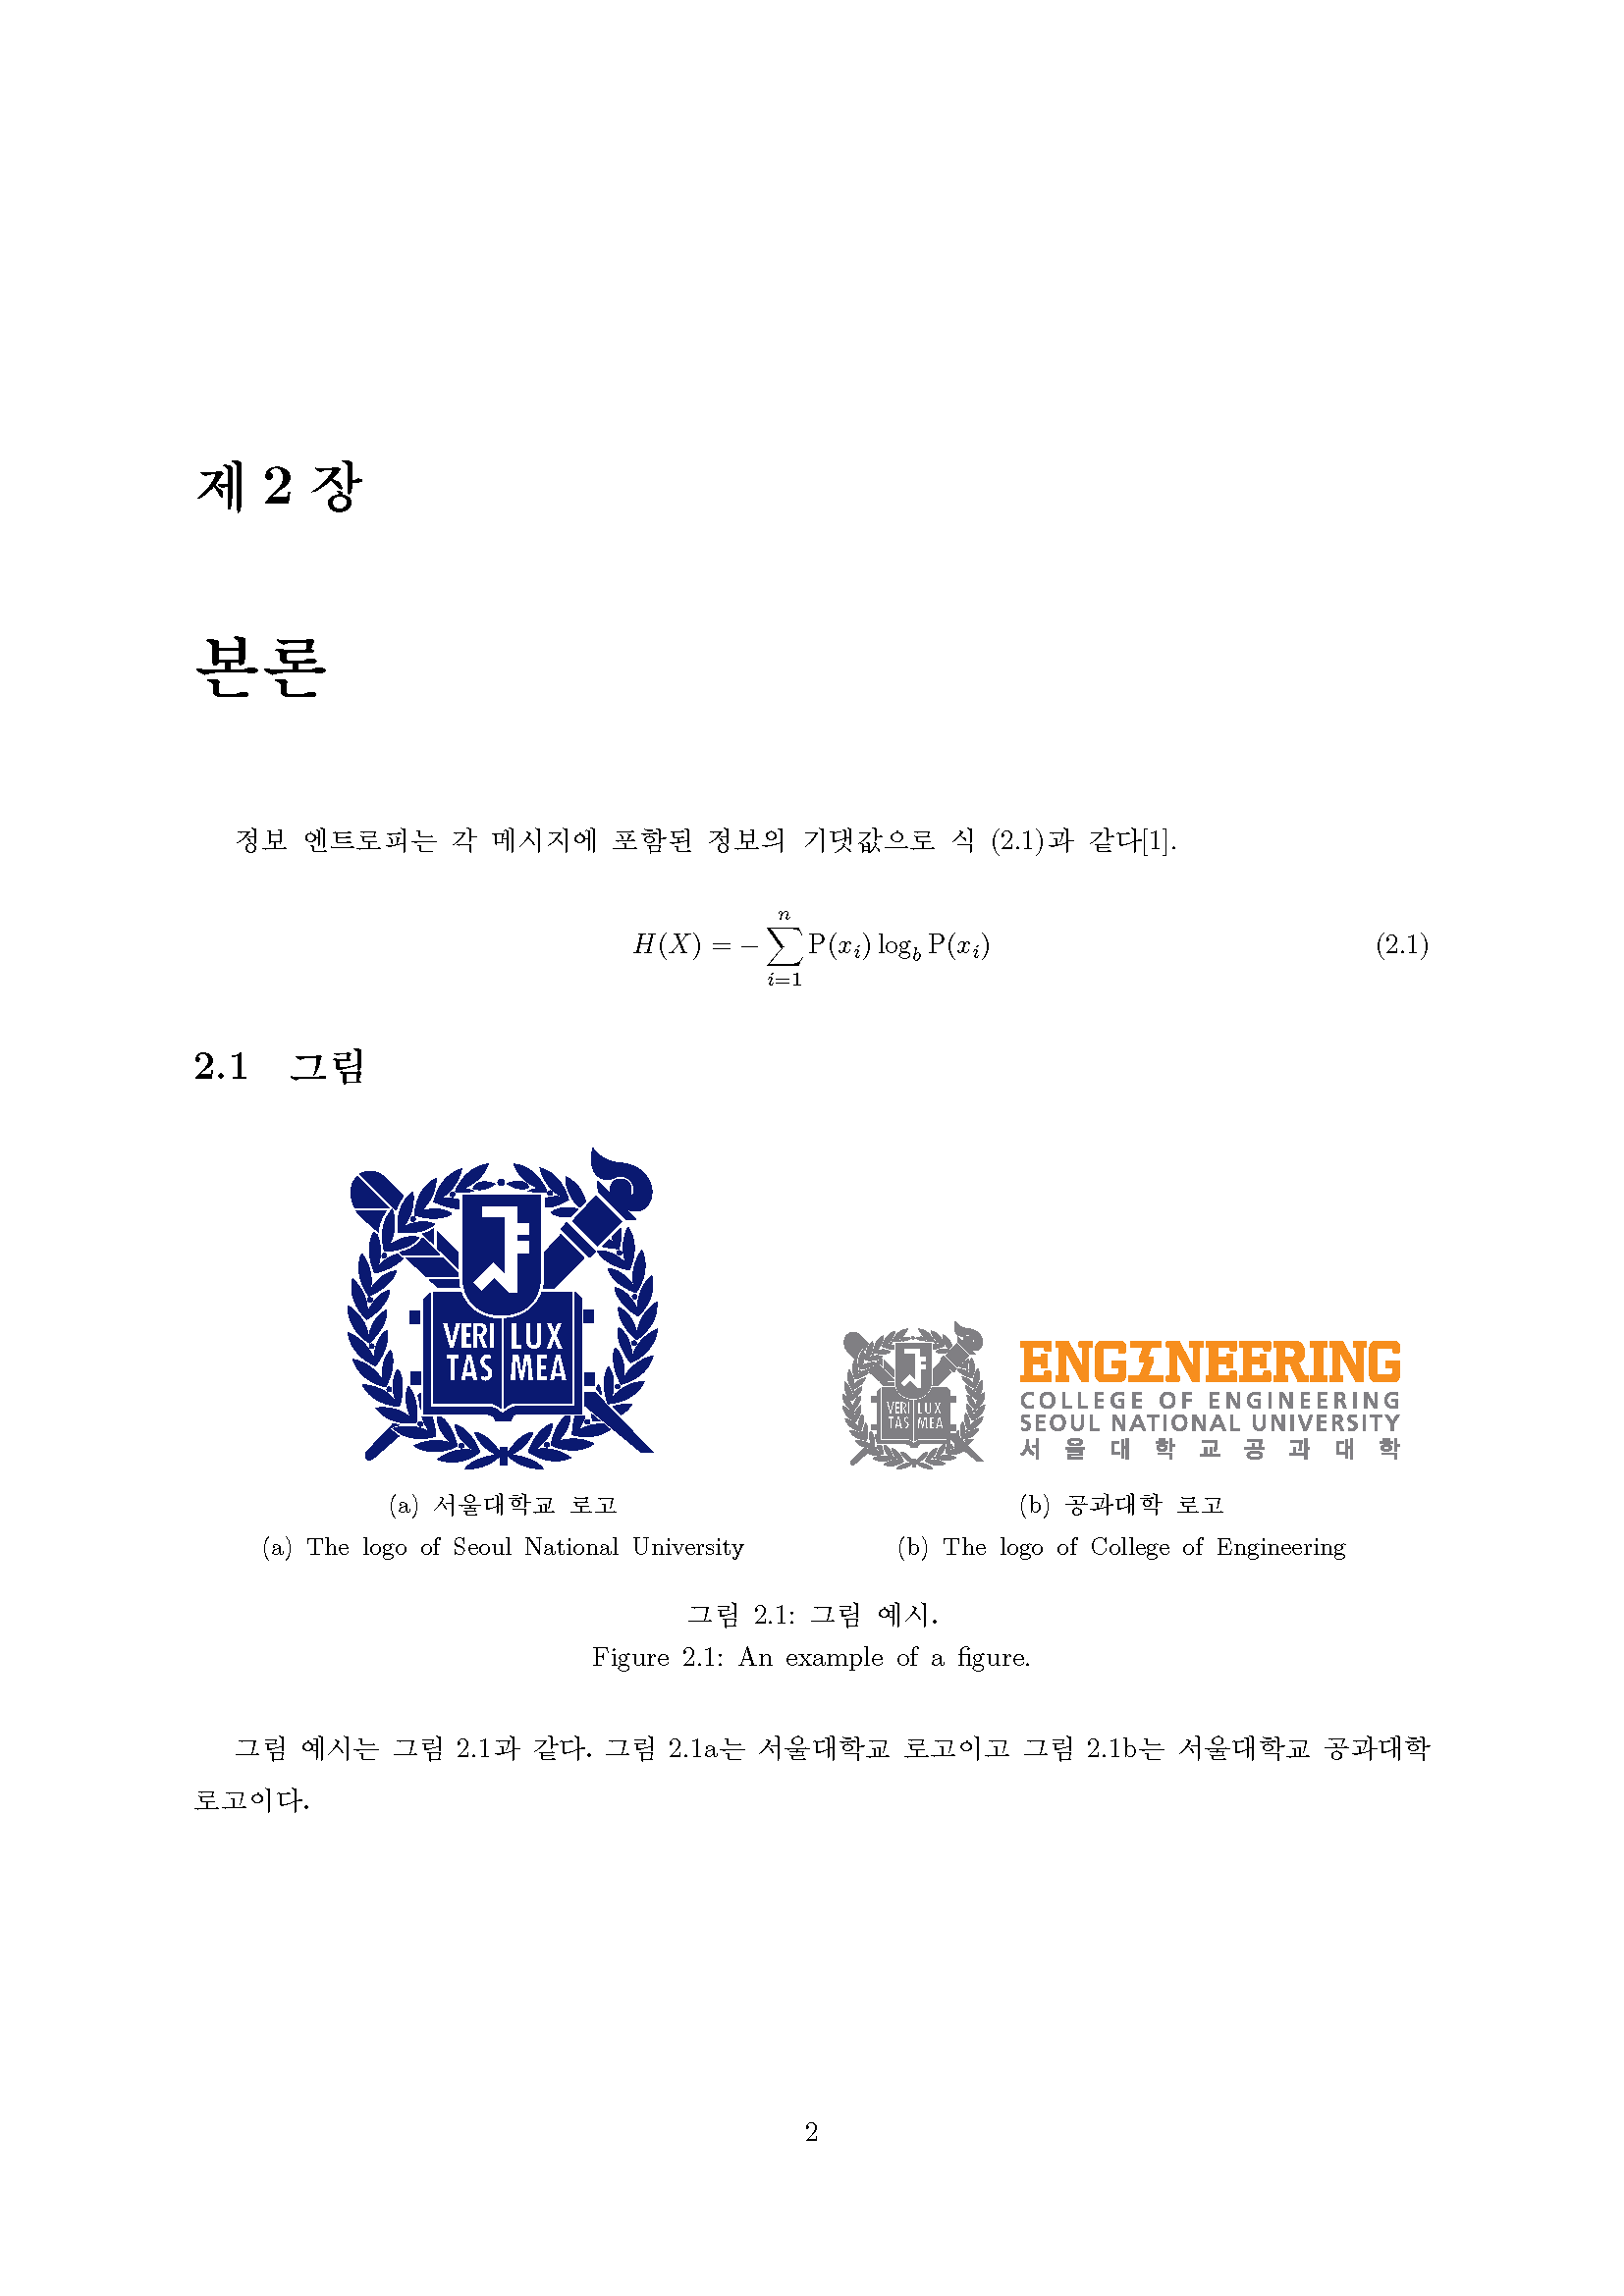 제 2 장
본론
정보 엔트로피는 각 메시지에 포함된 정보의 기댓값으로 식 (2.1)과 같다[1].
H(X) = −∑_{i=1}^{n} P(x_i) log_b P(x_i) (2.1)
2.1 그림
VERI LUX
TAS MEA
VERI LUX
TAS MEA
ENGINEERING
COLLEGE OF ENGINEERING
SEOUL NATIONAL UNIVERSITY
서울대학교공과대학
(a) 서울대학교 로고
(a) The logo of Seoul National University
(b) 공과대학 로고
(b) The logo of College of Engineering
그림 2.1: 그림 예시.
Figure 2.1: An example of a figure.
그림 예시는 그림 2.1과 같다. 그림 2.1a는 서울대학교 로고이고 그림 2.1b는 서울대학교 공과대학
로고이다.
2